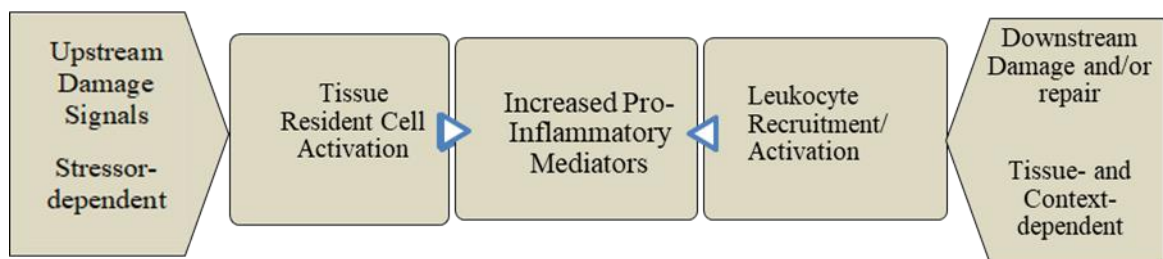 Upstream
Damage
Signals
Stressor-
dependent
Tissue
Resident Cell
Activation
Increased Pro-
Inflammatory
Mediators
Leukocyte
Recruitment/
Activation
Downstream
Damage and/or
repair
Tissue- and
Context-
dependent